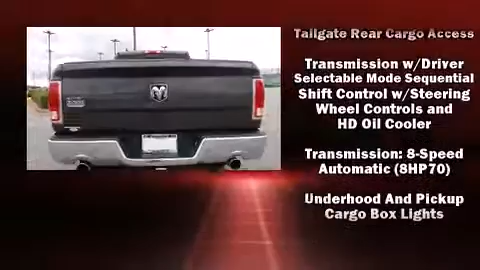 Tailgate Rear Cargo Access
Transmission w/Driver
Selectable Mode Sequential
Shift Control w/Steering
Wheel Controls and
HD Oil Cooler
Transmission: 8-Speed
Automatic (8HP70)
Underhood And Pickup
Cargo Box Lights